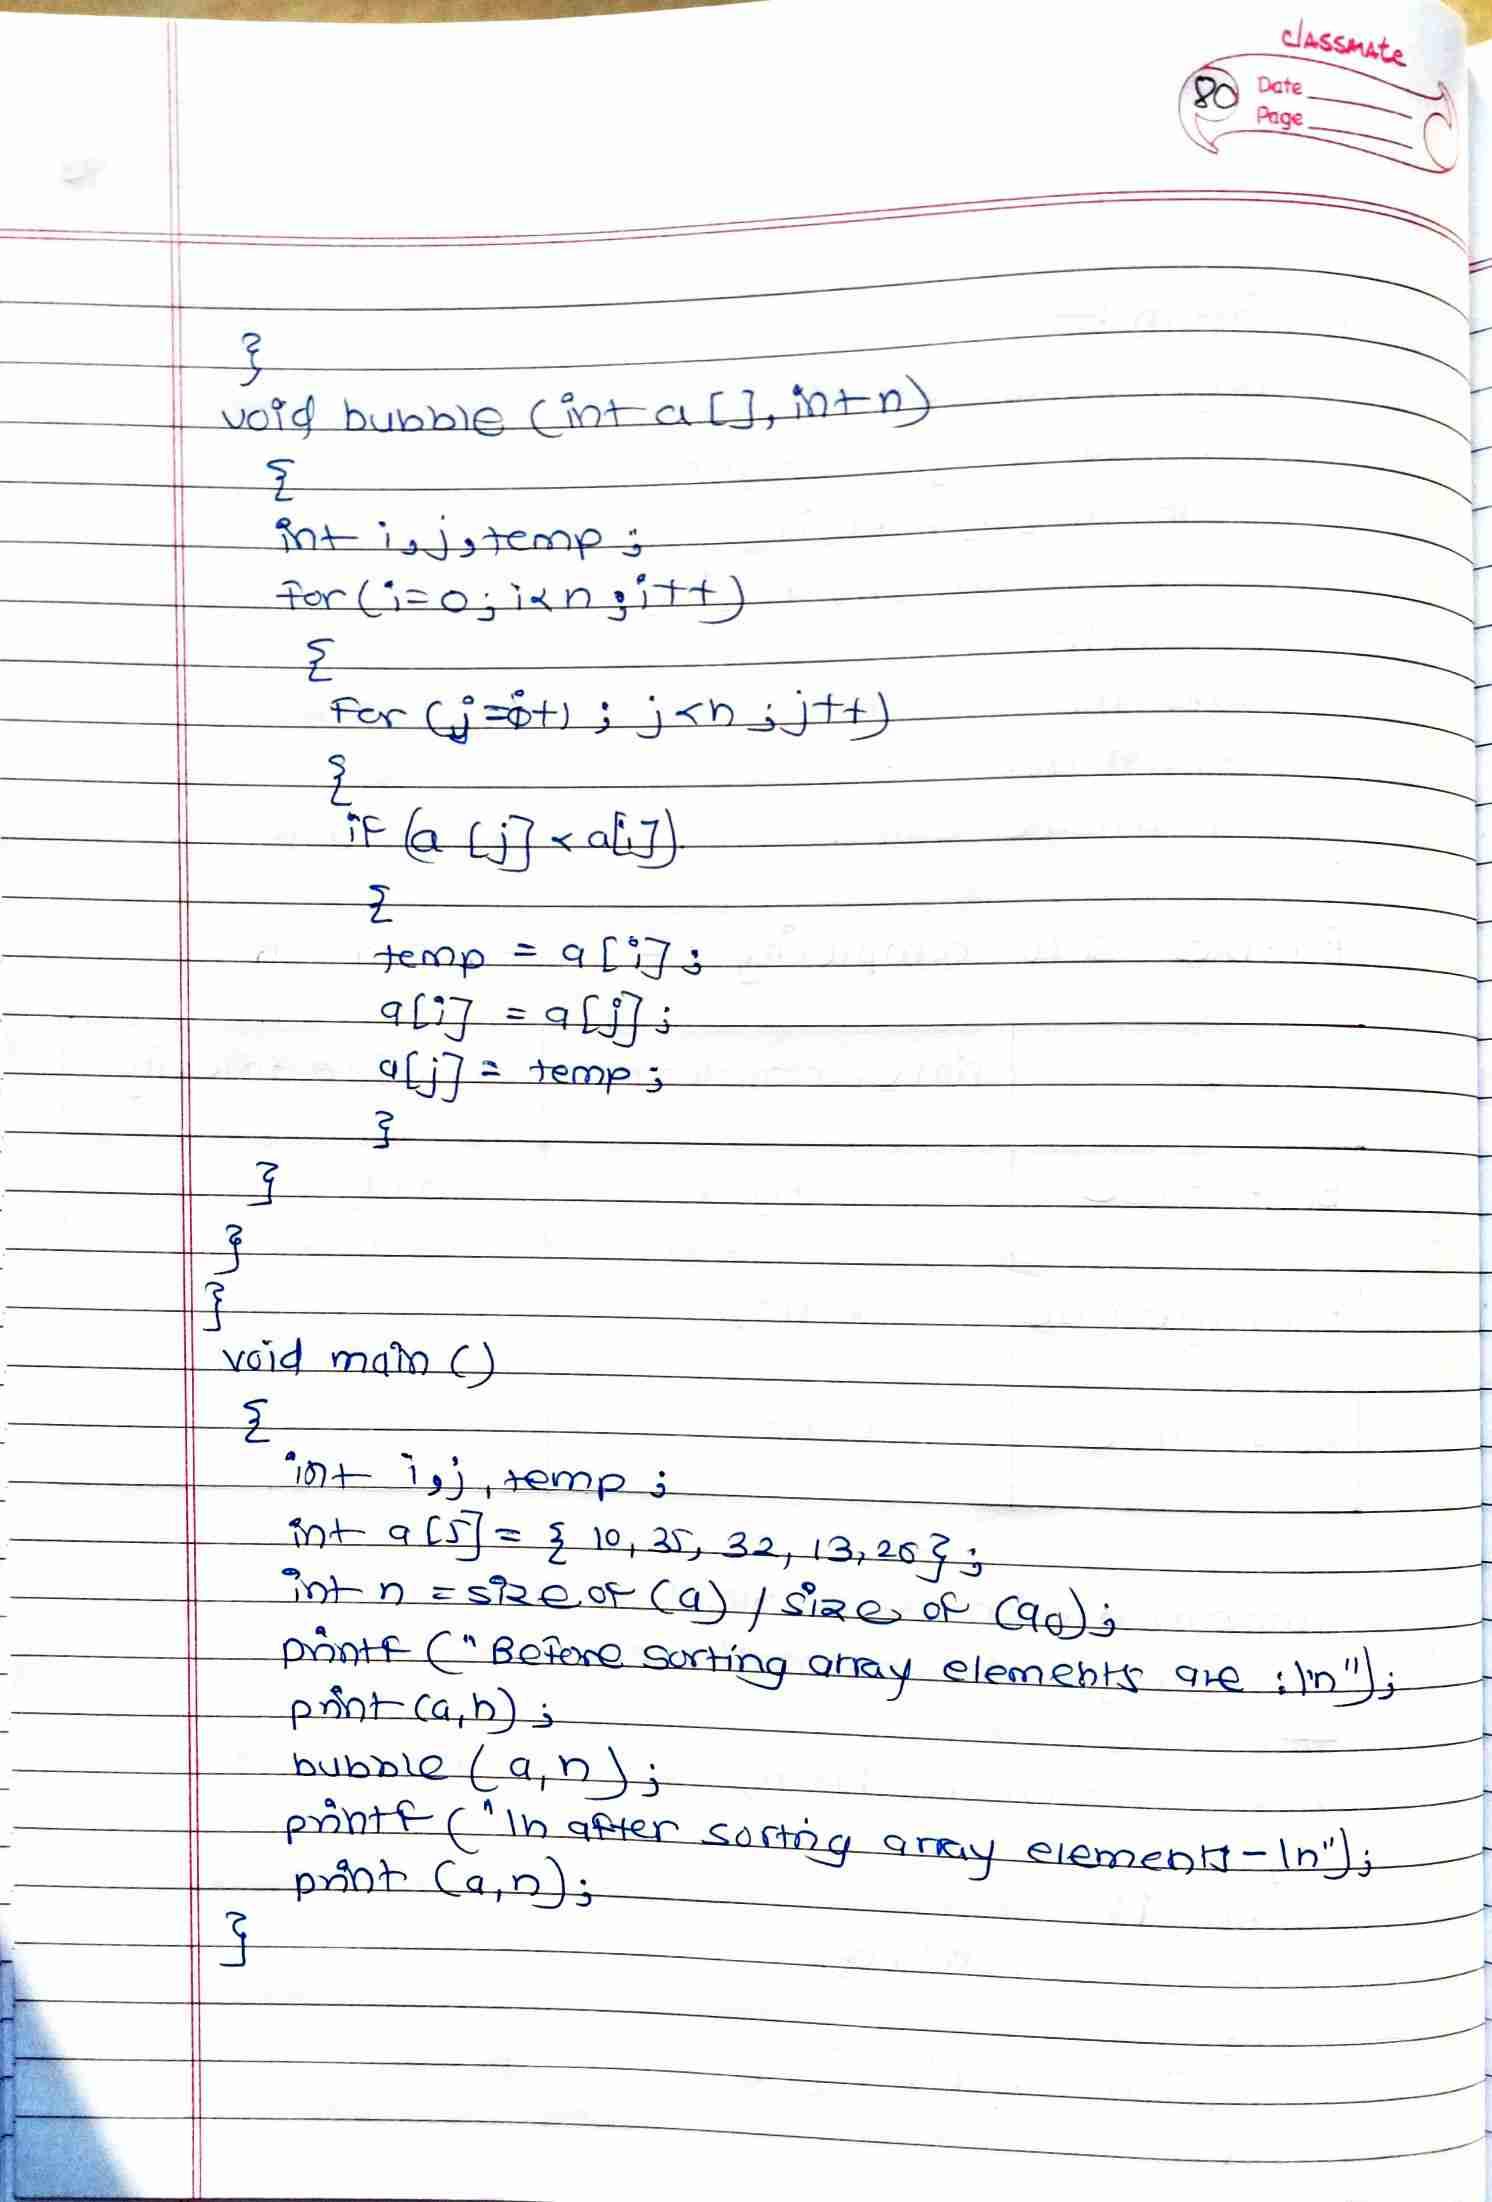 classmate
80 Date
Page
}
void bubble (int a [], int n)
{
int i,j,temp ;
for(i=0; i<n;i++)
{
for (j=i+1 ; j<n ; j++)
{
if (a [j] < a[i])
{
temp = a[i];
a[i] = a[j];
a[j] = temp;
}
}
}
}
void main ()
{
int i,j, temp ;
int a[5] = { 10, 35, 32, 13, 26};
int n = size of (a) / size of (a0);
printf (" Before sorting array elements are :\n");
print (a,n) ;
bubble (a, n) ;
printf ("\n after sorting array elements - \n");
print (a,n);
}